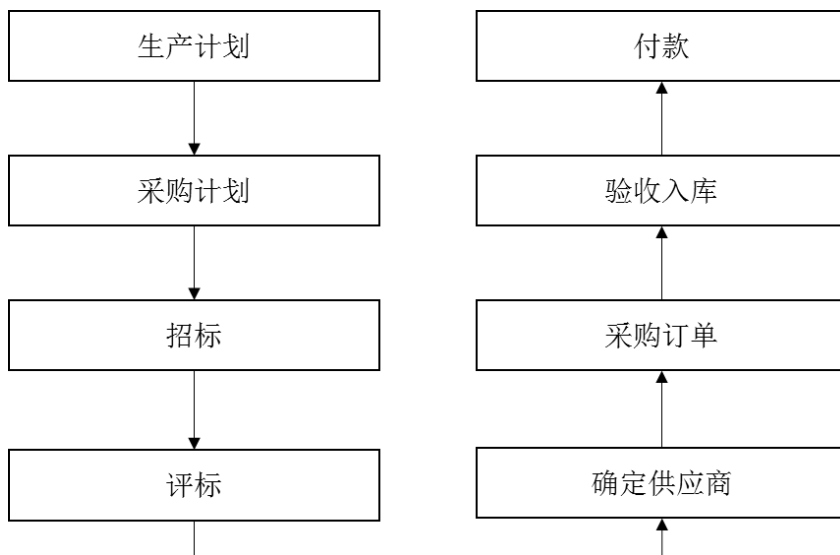 生产计划
采购计划
招标
评标
确定供应商
采购订单
验收入库
付款